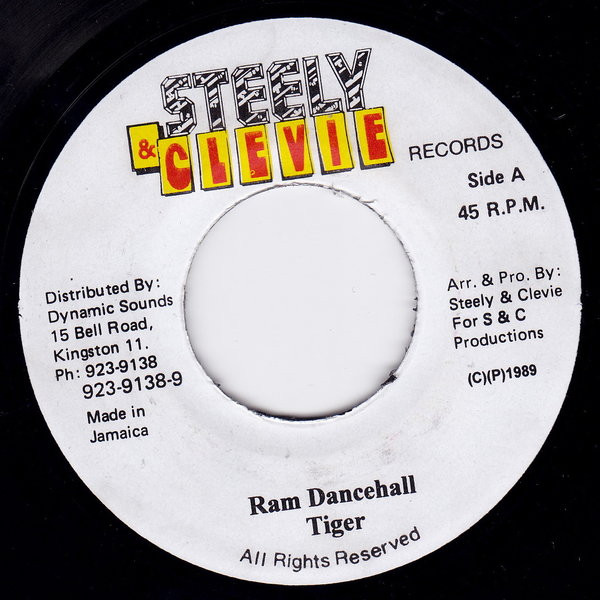 STEELY
& CLEVIE
RECORDS
Side A
45 R.P.M.
Distributed By:
Dynamic Sounds
15 Bell Road,
Kingston 11.
Ph: 923-9138
923-9138-9
Made in
Jamaica
Arr. & Pro. By:
Steely & Clevie
For S & C
Productions
(C)(P)1989
Ram Dancehall
Tiger
All Rights Reserved